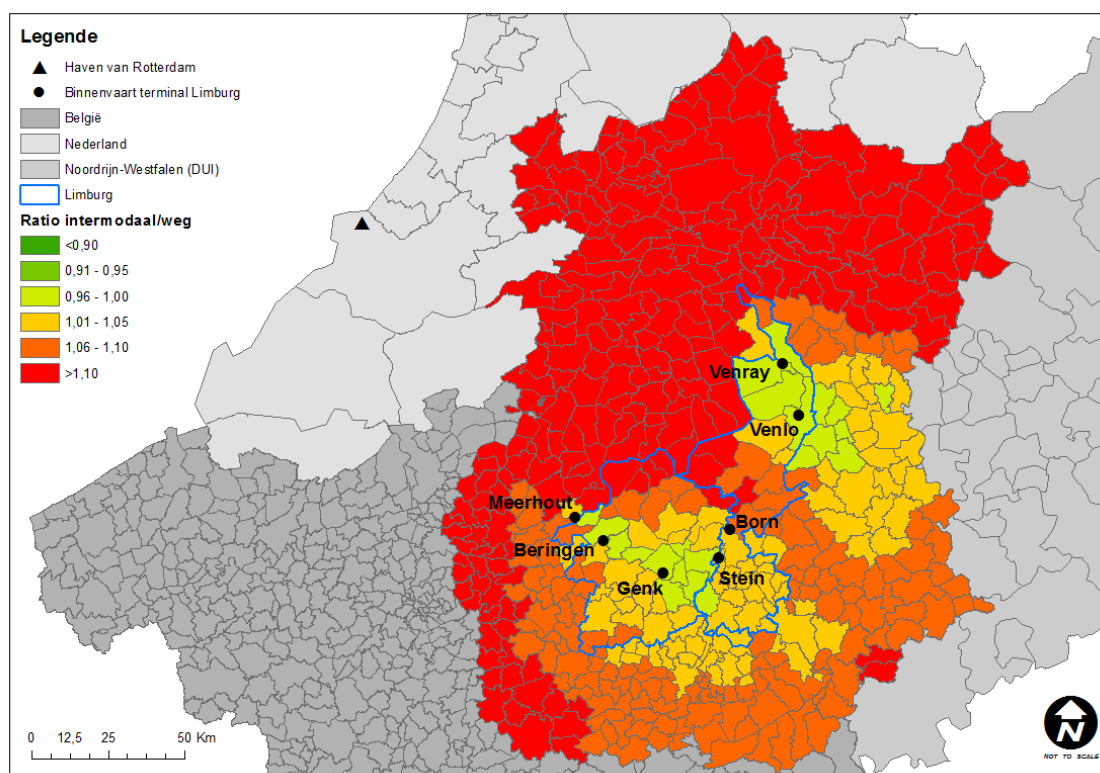 Legende
Haven van Rotterdam
Binnenvaart terminal Limburg
België
Nederland
Noordrijn-Westfalen (DUI)
Limburg
Ratio intermodaal/weg
<0,90
0,91 - 0,95
0,96 - 1,00
1,01 - 1,05
1,06 - 1,10
>1,10
Venray
Venlo
Meerhout
Born
Beringen
Stein
Genk
0 12,5 25 50 Km
N
NOT TO SCALE